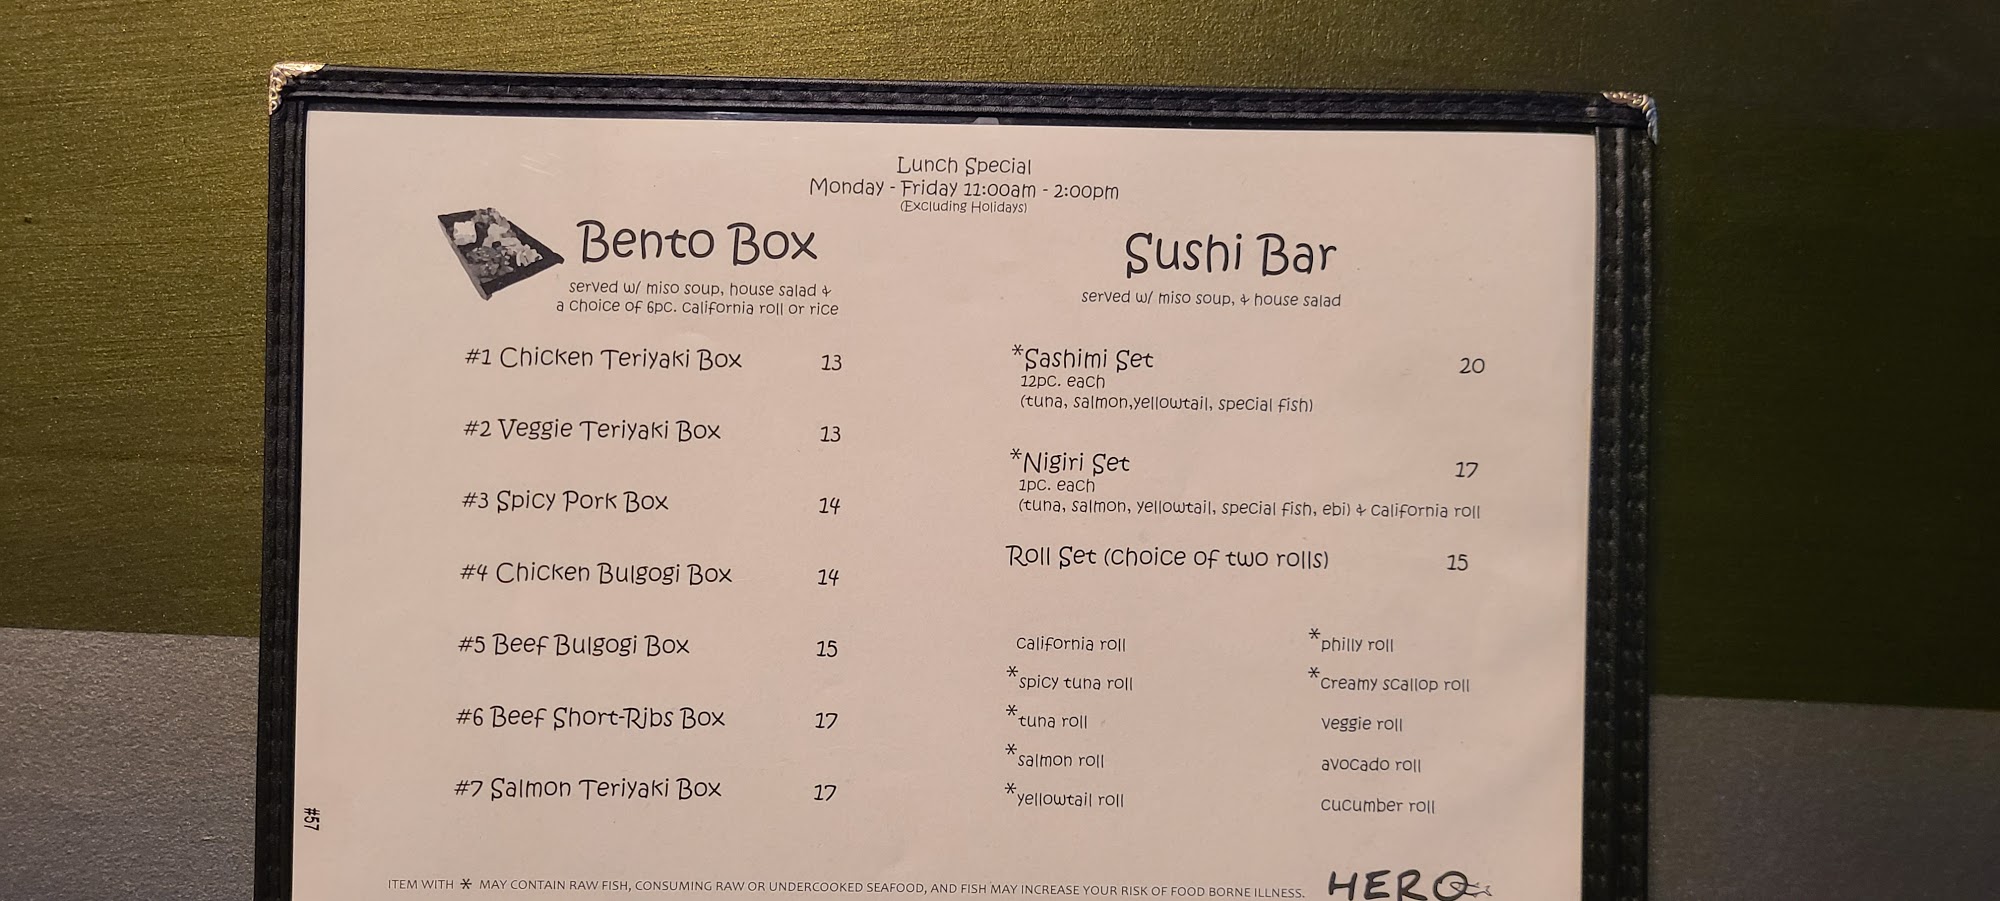 Lunch Special
Monday - Friday 11:00am - 2:00pm
(Excluding Holidays)
Bento Box
served w/ miso soup, house salad &
a choice of 6pc. California roll or rice
#1 Chicken Teriyaki Box 13
#2 Veggie Teriyaki Box 13
#3 Spicy Pork Box 14
#4 Chicken Bulgogi Box 14
#5 Beef Bulgogi Box 15
#6 Beef Short-Ribs Box 17
#7 Salmon Teriyaki Box 17
Sushi Bar
served w/ miso soup, & house salad
*Sashimi Set 20
12pc. each
(tuna, salmon,yellowtail, special fish)
*Nigiri Set 17
1pc. each
(tuna, salmon, yellowtail, special fish, ebi) & California roll
Roll Set (choice of two rolls) 15
California roll
*spicy tuna roll
*tuna roll
*salmon roll
*yellowtail roll
*philly roll
*creamy scallop roll
veggie roll
avocado roll
cucumber roll
#57
ITEM WITH * MAY CONTAIN RAW FISH, CONSUMING RAW OR UNDERCOOKED SEAFOOD, AND FISH MAY INCREASE YOUR RISK OF FOOD BORNE ILLNESS.
HERO